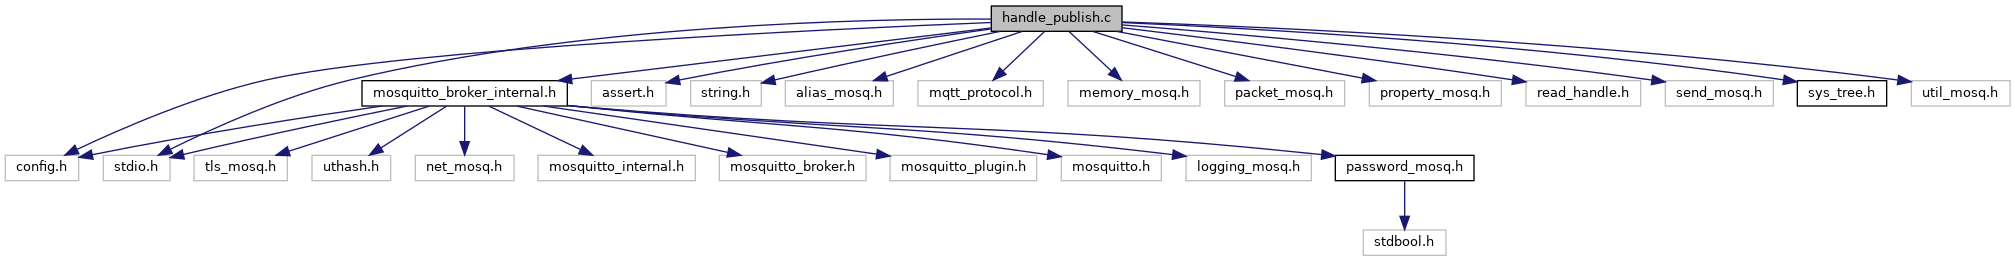 handle_publish.c
mosquitto_broker_internal.h
assert.h
string.h
alias_mosq.h
mqtt_protocol.h
memory_mosq.h
packet_mosq.h
property_mosq.h
read_handle.h
send_mosq.h
sys_tree.h
util_mosq.h
config.h
stdio.h
tls_mosq.h
uthash.h
net_mosq.h
mosquitto_internal.h
mosquitto_broker.h
mosquitto_plugin.h
mosquitto.h
logging_mosq.h
password_mosq.h
stdbool.h